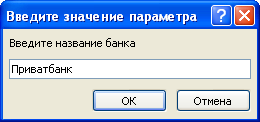 Введите значение параметра
Введите название банка
Приватбанк
ОК
Отмена